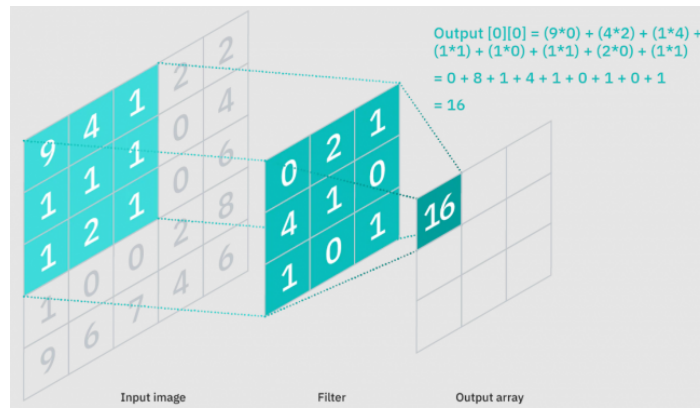 Output [0][0] = (9*0) + (4*2) + (1*4) +
(1*1) + (1*0) + (1*1) + (2*0) + (1*1)
= 0 + 8 + 1 + 4 + 1 + 0 + 1 + 0 + 1
= 16
9 4 1 2 2
1 1 1 0 4
1 2 1 0 6
1 0 0 2 8
9 6 7 4 6
0 2 1
4 1 0
1 0 1
16
Input image
Filter
Output array